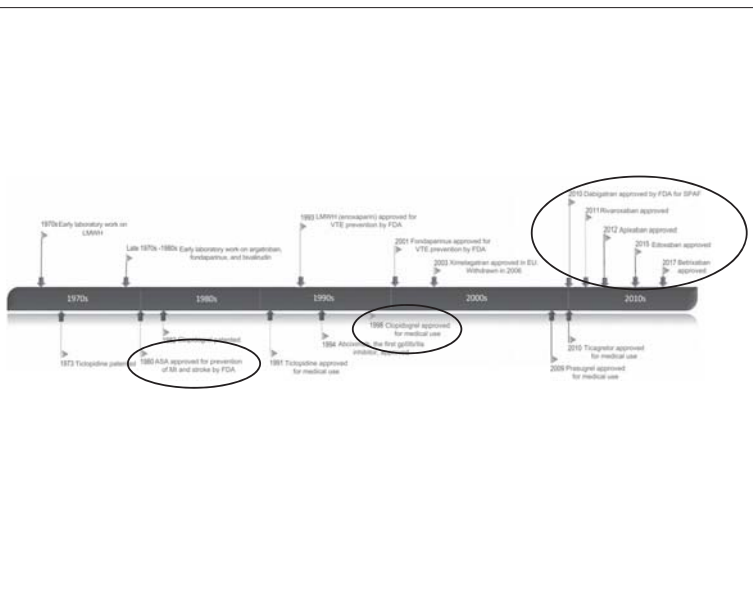 2010 Dabigatran approved by FDA for SPAF
2011 Rivaroxaban approved
1993 LMWH (enoxaparin) approved for
VTE prevention by FDA
1970s Early laboratory work on
LMWH
2012 Apixaban approved
2001 Fondaparinux approved for
VTE prevention by FDA
Late 1970s -1980s Early laboratory work on argatroban,
fondaparinux, and bivalirudin
2015 Edoxaban approved
2003 Ximelagatran approved in EU.
Withdrawn in 2006
2017 Betrixaban
approved
1970s
1980s
1990s
2000s
2010s
1998 Clopidogrel approved
for medical use
patented
1994 Abciximab, the first gpIIb/IIIa
inhibitor, approved
2010 Ticagrelor approved
for medical use
1973 Ticlopidine patented
1980 ASA approved for prevention
of MI and stroke by FDA
1991 Ticlopidine approved
for medical use
2009 Prasugrel approved
for medical use